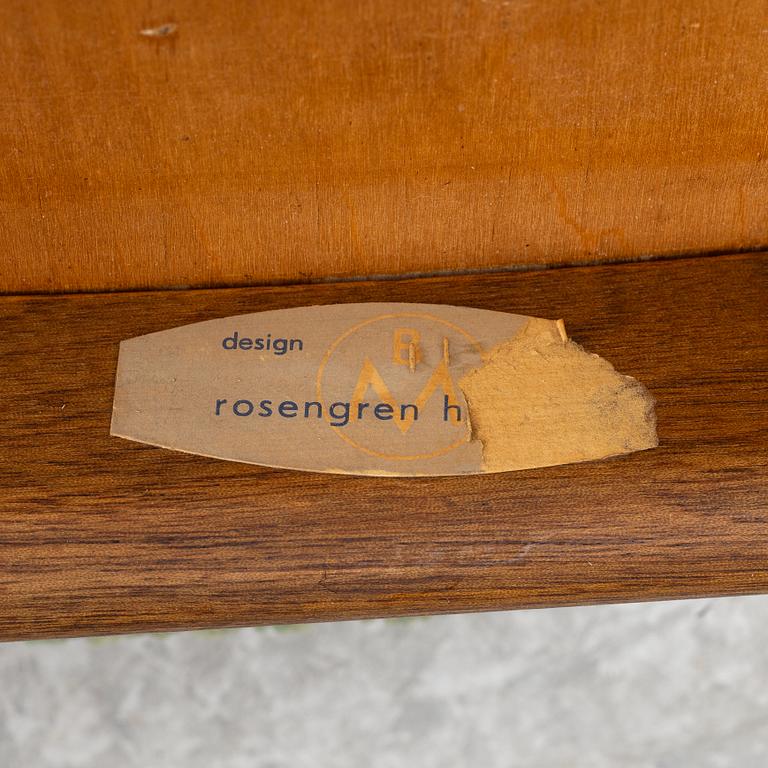 design
rosengren h
B
M